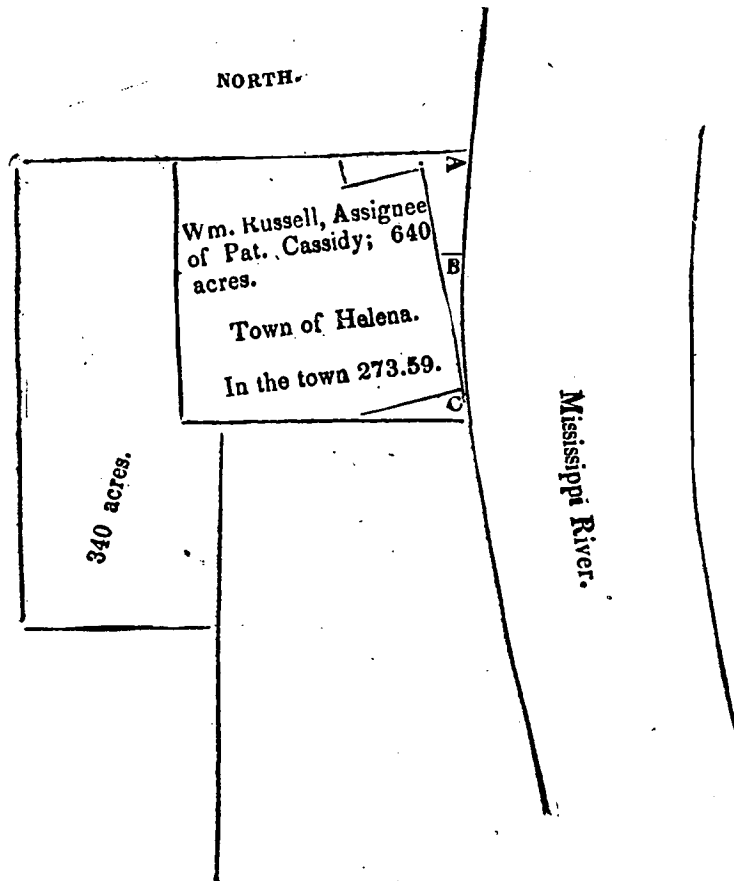 NORTH.
A
Wm. Russell, Assignee
of Pat. Cassidy; 640
acres.
B
Town of Helena.
In the town 273.59.
C
Mississippi River.
340 acres.